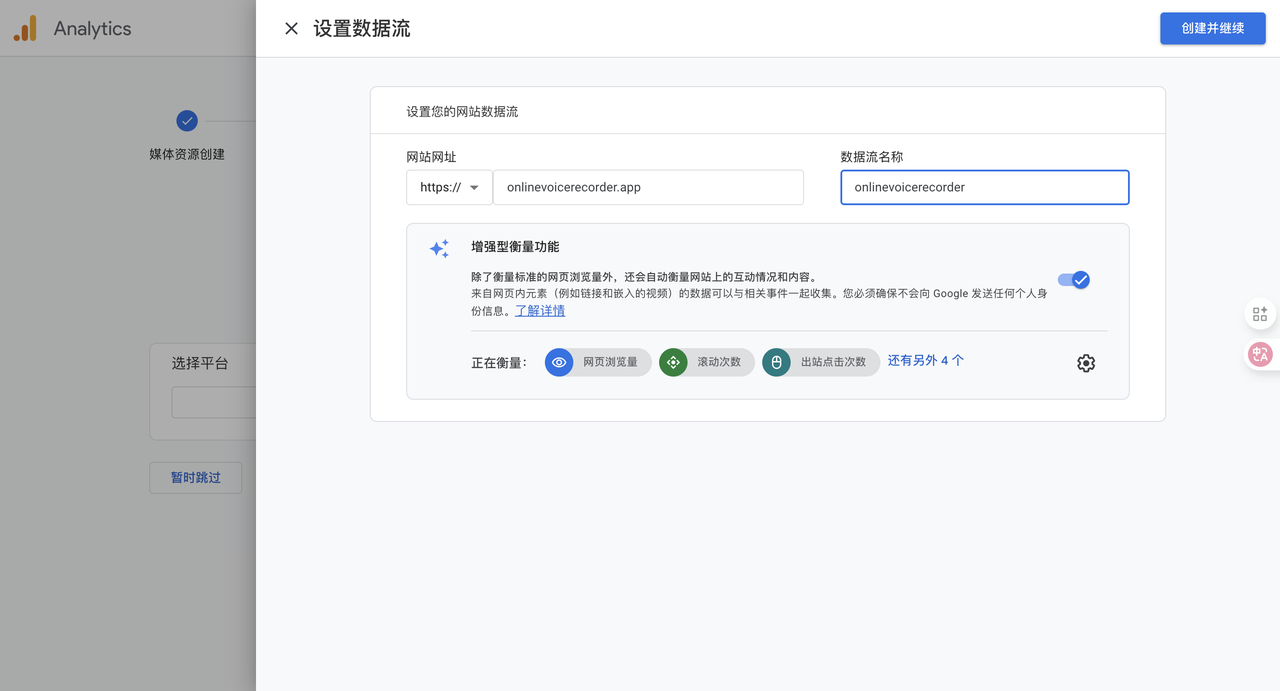 Analytics
设置数据流
创建并继续
媒体资源创建
选择平台
暂时跳过
设置您的网站数据流
网站网址
数据流名称
https://
onlinevoicerecorder.app
onlinevoicerecorder
增强型衡量功能
除了衡量标准的网页浏览量外，还会自动衡量网站上的互动情况和内容。
来自网页内元素（例如链接和嵌入的视频）的数据可以与相关事件一起收集。您必须确保不会向 Google 发送任何个人身
份信息。了解详情
正在衡量： 网页浏览量 滚动次数 出站点击次数 还有另外 4 个
中A